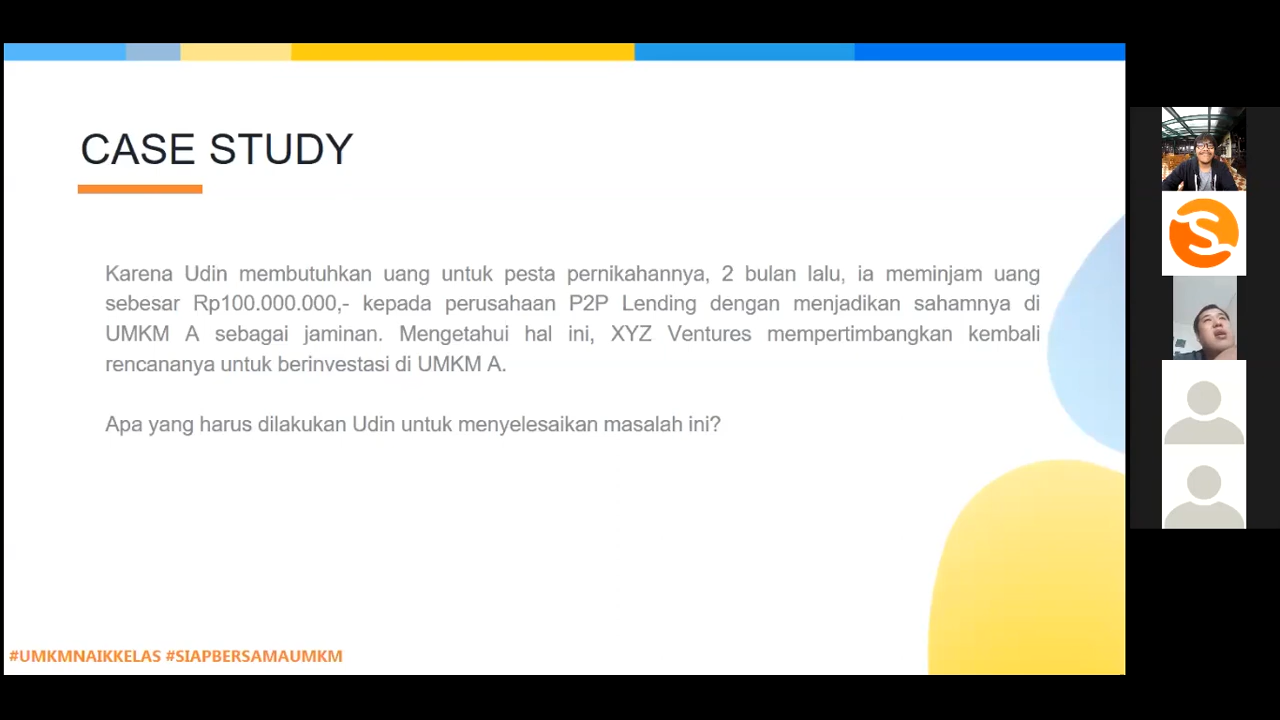 CASE STUDY
Karena Udin membutuhkan uang untuk pesta pernikahannya, 2 bulan lalu, ia meminjam uang
sebesar Rp100.000.000,- kepada perusahaan P2P Lending dengan menjadikan sahamnya di
UMKM A sebagai jaminan. Mengetahui hal ini, XYZ Ventures mempertimbangkan kembali
rencananya untuk berinvestasi di UMKM A.
Apa yang harus dilakukan Udin untuk menyelesaikan masalah ini?
#UMKMNAIKKELAS #SIAPBERSAMAUMKM
S